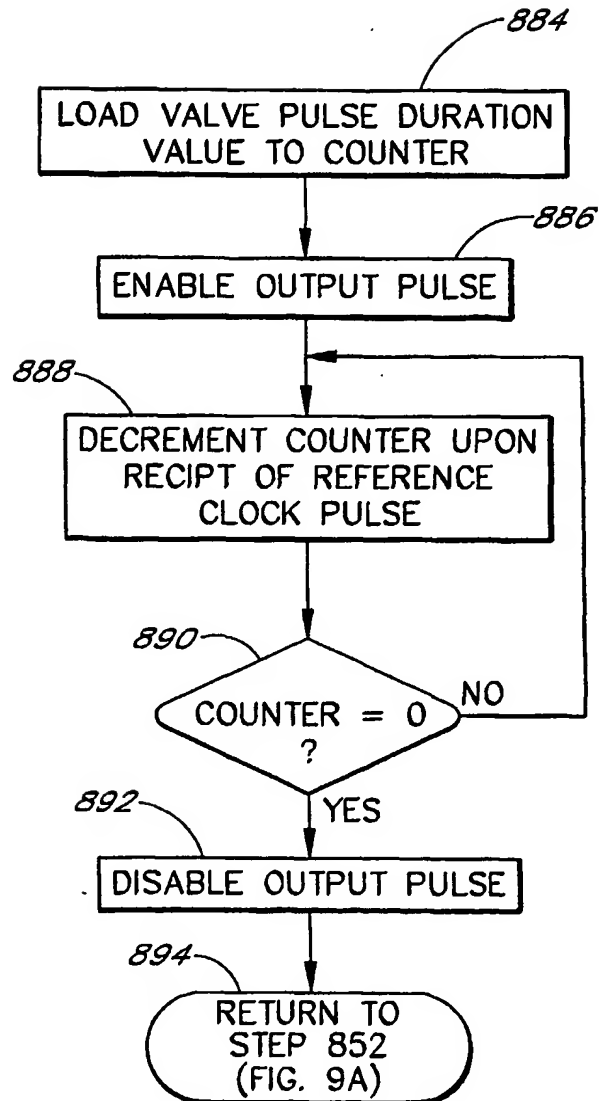 884
LOAD VALVE PULSE DURATION
VALUE TO COUNTER
886
ENABLE OUTPUT PULSE
888
DECREMENT COUNTER UPON
RECIPT OF REFERENCE
CLOCK PULSE
890
COUNTER = 0
?
NO
YES
892
DISABLE OUTPUT PULSE
894
RETURN TO
STEP 852
(FIG. 9A)